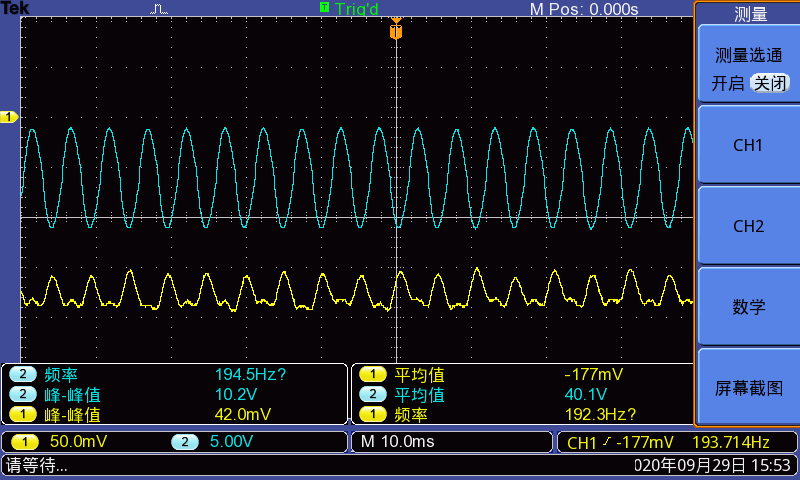 Tek T Trig'd M Pos: 0.000s
测量
测量选通
开启 关闭
CH1
CH2
数学
屏幕截图
T
1
2 频率 194.5Hz?
2 峰-峰值 10.2V
1 峰-峰值 42.0mV
1 平均值 -177mV
2 平均值 40.1V
1 频率 192.3Hz?
1 50.0mV 2 5.00V M 10.0ms CH1 -177mV 193.714Hz
请等待... 020年09月29日 15:53